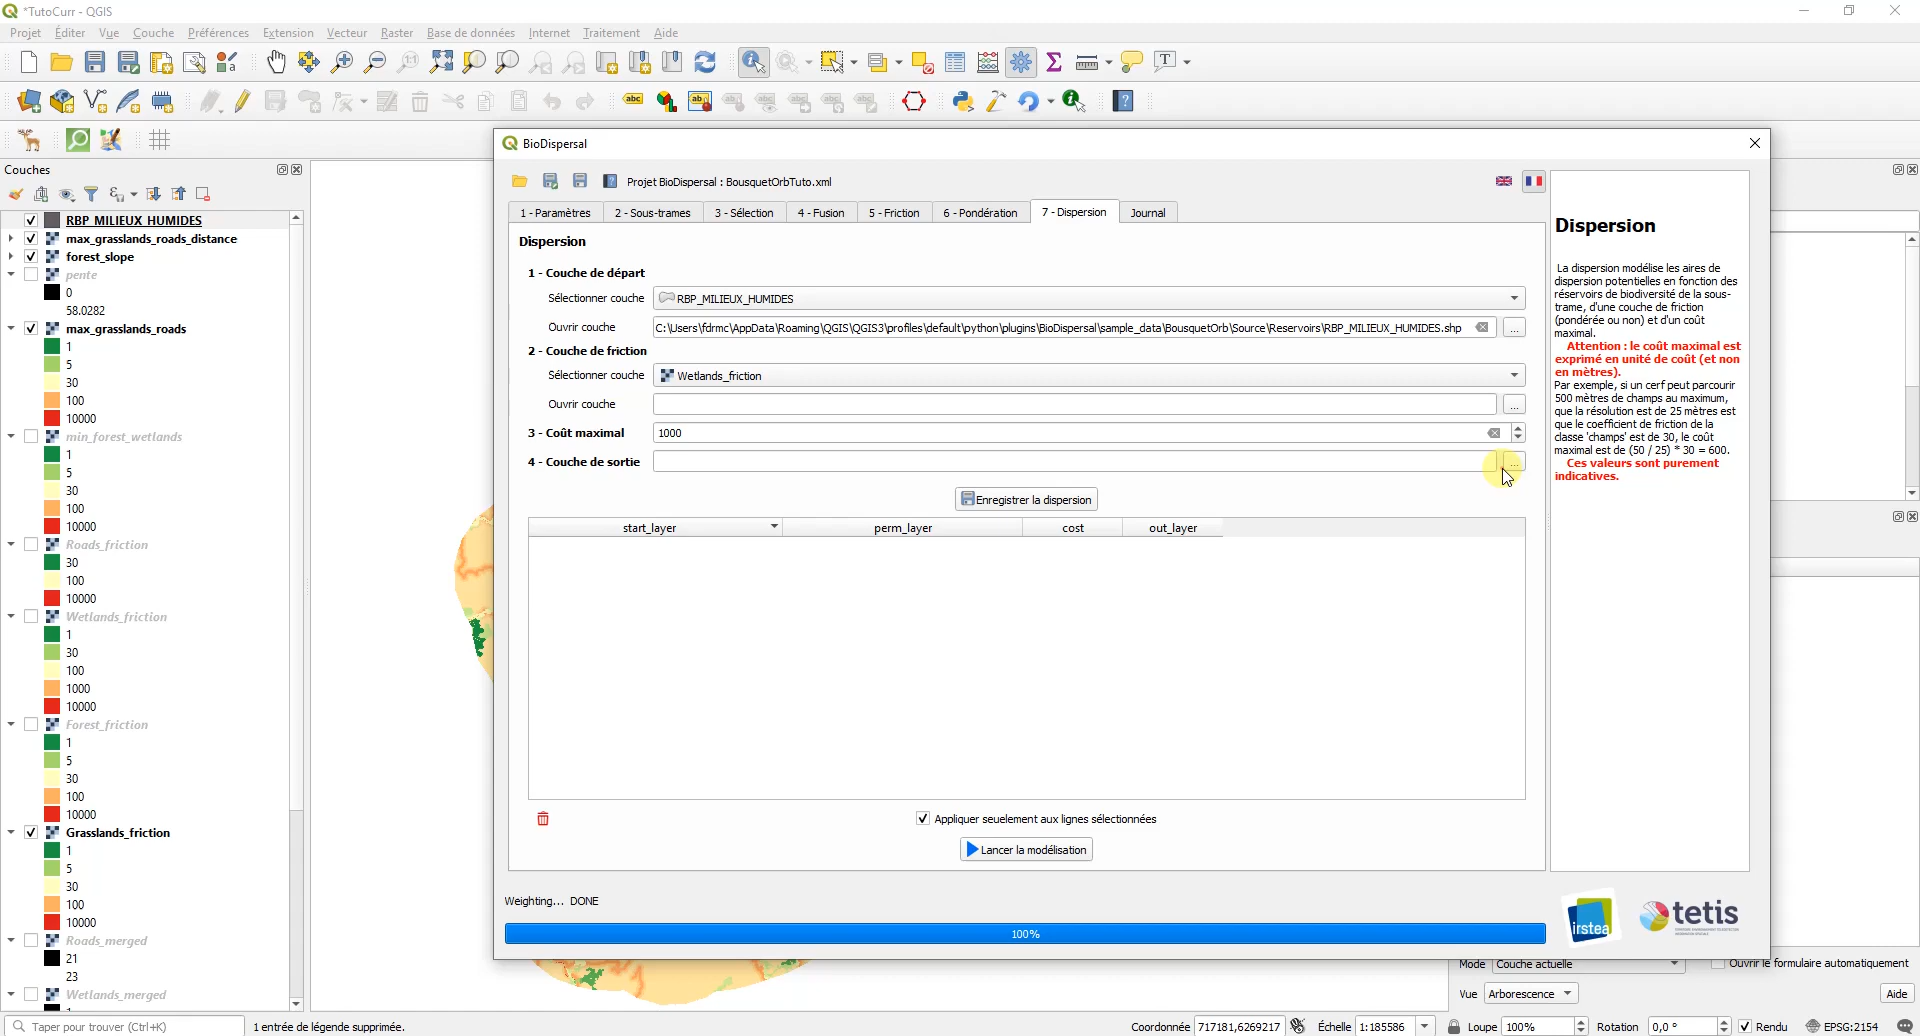 *TutoCurr - QGIS
Projet Éditer Vue Couche Préférences Extension Vecteur Raster Base de données Internet Traitement Aide
Couches
RBP_MILIEUX_HUMIDES
max_grasslands_roads_distance
forest_slope
pente
0
58.0282
max_grasslands_roads
1
5
30
100
10000
min_forest_wetlands
1
5
30
100
10000
Roads_friction
30
100
10000
Wetlands_friction
1
30
100
1000
10000
Forest_friction
1
5
30
100
10000
Grasslands_friction
1
5
30
100
10000
Roads_merged
21
23
Wetlands_merged
BioDispersal
Projet BioDispersal : BousquetOrbTuto.xml
1 - Paramètres 2 - Sous-trames 3 - Sélection 4 - Fusion 5 - Friction 6 - Pondération 7 - Dispersion Journal
Dispersion
1 - Couche de départ
Sélectionner couche RBP_MILIEUX_HUMIDES
Ouvrir couche C:\Users\fdrmc\AppData\Roaming\QGIS\QGIS3\profiles\default\python\plugins\BioDispersal\sample_data\BousquetOrb\Source\Reservoirs\RBP_MILIEUX_HUMIDES.shp ...
2 - Couche de friction
Sélectionner couche Wetlands_friction
Ouvrir couche ...
3 - Coût maximal 1000
4 - Couche de sortie ...
Enregistrer la dispersion
start_layer perm_layer cost out_layer
Appliquer seuelement aux lignes sélectionnées
Lancer la modélisation
Weighting... DONE
100%
Dispersion
La dispersion modélise les aires de
dispersion potentielles en fonction des
réservoirs de biodiversité de la sous-
trame, d'une couche de friction
(pondérée ou non) et d'un coût
maximal.
Attention : le coût maximal est
exprimé en unité de coût (et non
en mètres).
Par exemple, si un cerf peut parcourir
500 mètres de champs au maximum,
que la résolution est de 25 mètres est
que le coefficient de friction de la
classe 'champs' est de 30, le coût
maximal est de (50 / 25) * 30 = 600.
Ces valeurs sont purement
indicatives.
irstea tetis
Mode Couche actuelle Ouvrir le formulaire automatiquement
Vue Arborescence Aide
Taper pour trouver (Ctrl+K) 1 entrée de légende supprimée. Coordonnée 717181,6269217 Échelle 1:185586 Loupe 100% Rotation 0,0 ° Rendu EPSG:2154